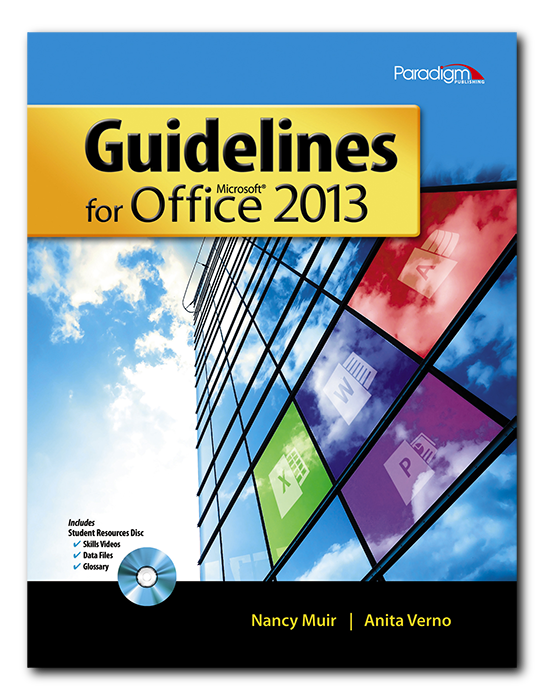 Paradigm
PUBLISHING
Guidelines
Microsoft®
for Office 2013
A
W
P
X
Includes
Student Resources Disc
✓ Skills Videos
✓ Data Files
✓ Glossary
Nancy Muir | Anita Verno